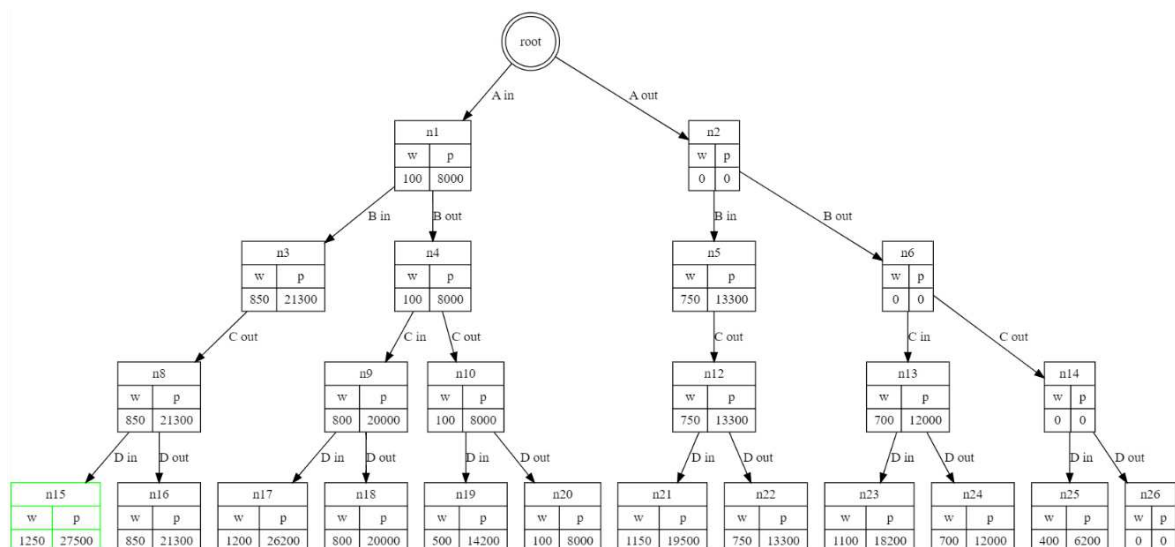 root
A in A out
n1 n2
w p w p
100 8000 0 0
B in B out B in B out
n3 n4 n5 n6
w p w p w p w p
850 21300 100 8000 750 13300 0 0
C out C in C out C out C in C out
n8 n9 n10 n12 n13 n14
w p w p w p w p w p w p
850 21300 800 20000 100 8000 750 13300 700 12000 0 0
D in D out D in D out D in D out D in D out D in D out D in D out
n15 n16 n17 n18 n19 n20 n21 n22 n23 n24 n25 n26
w p w p w p w p w p w p w p w p w p w p w p w p
1250 27500 850 21300 1200 26200 800 20000 500 14200 100 8000 1150 19500 750 13300 1100 18200 700 12000 400 6200 0 0